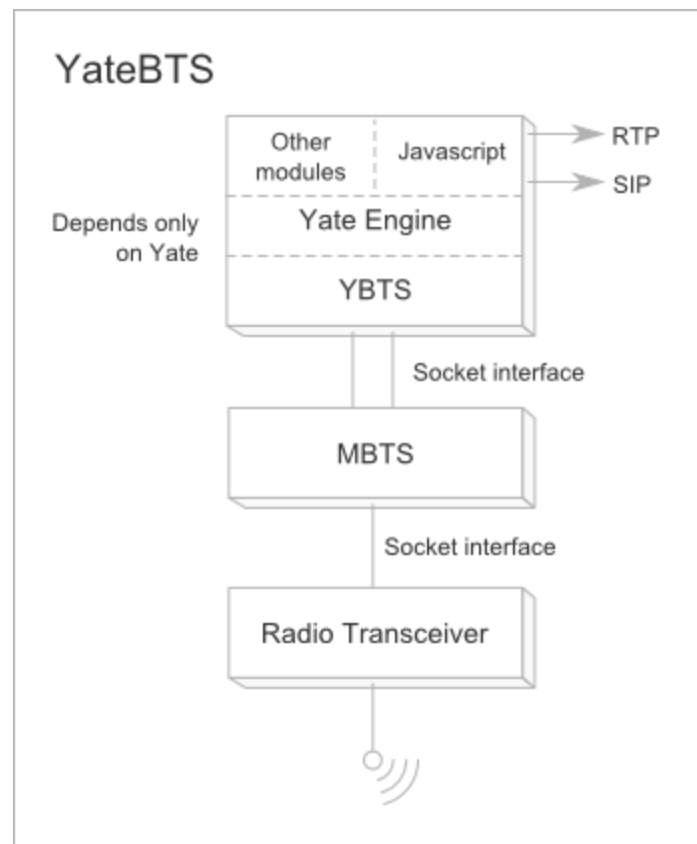 YateBTS
Other
modules
Javascript
RTP
SIP
Depends only
on Yate
Yate Engine
YBTS
Socket interface
MBTS
Socket interface
Radio Transceiver